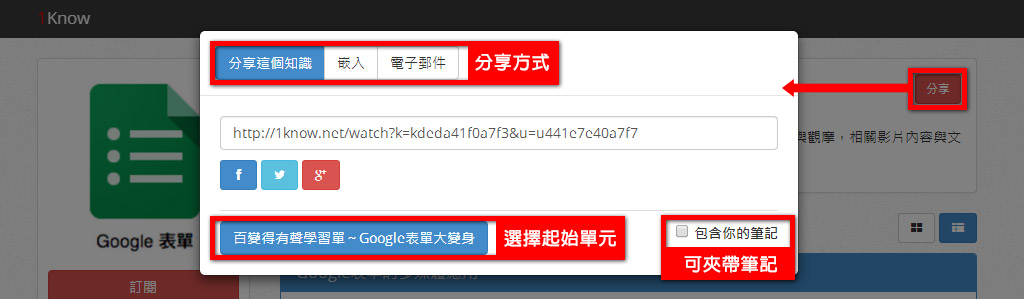 1Know
分享這個知識 嵌入 電子郵件 分享方式
分享
http://1know.net/watch?k=kdeda41f0a7f3&u=u441e7e40a7f7
與觀摩，相關影片內容與文
f g+
Google 表單
百變得有聲學習單～Google表單大變身 選擇起始單元
包含你的筆記
可夾帶筆記
訂閱